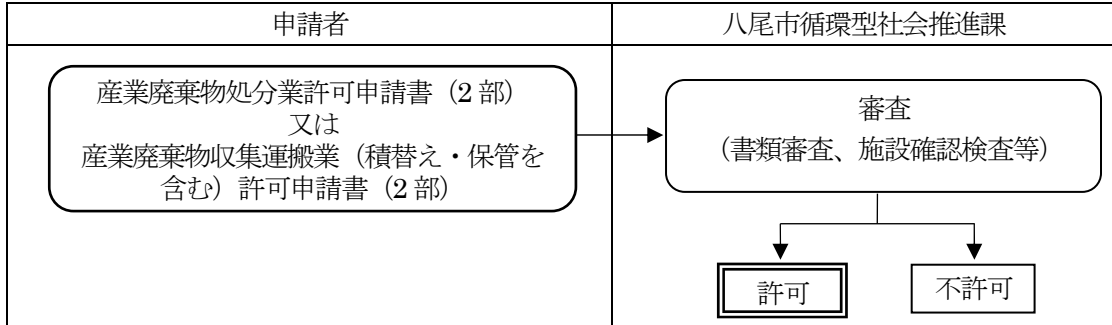 申請者
八尾市循環型社会推進課
産業廃棄物処分業許可申請書（2 部）
又は
産業廃棄物収集運搬業（積替え・保管を
含む）許可申請書（2 部）
審査
（書類審査、施設確認検査等）
許可
不許可